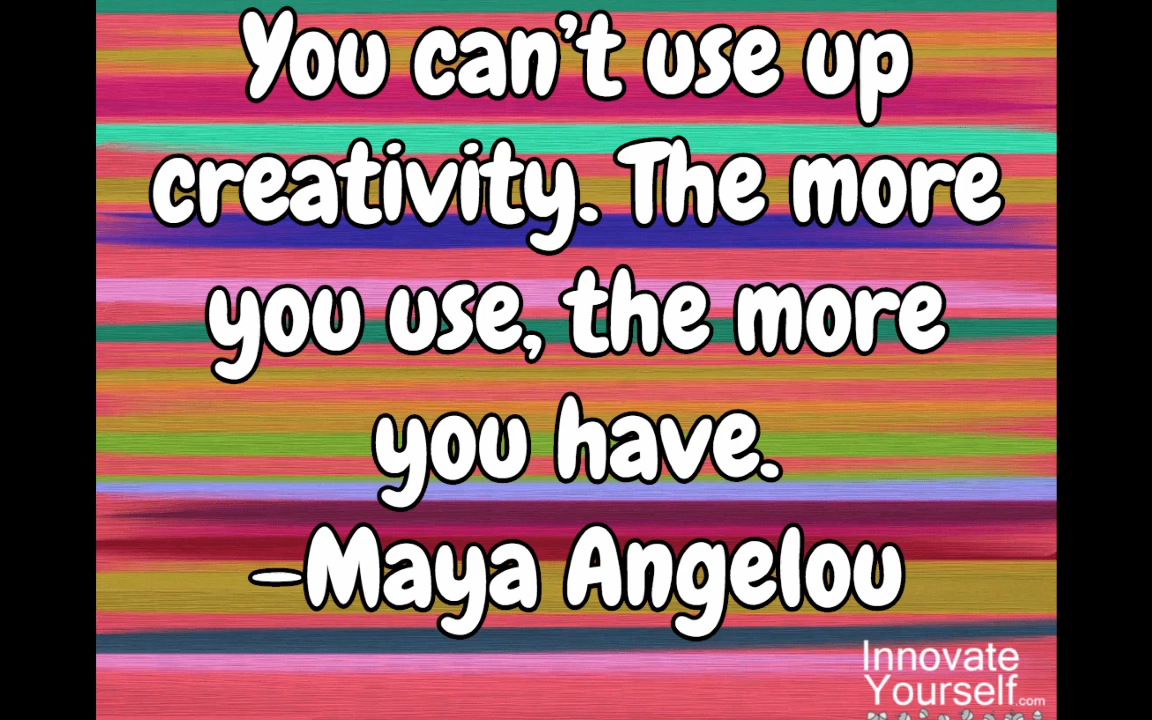 You can't use up
creativity. The more
you use, the more
you have.
–Maya Angelou
Innovate
Yourself.com